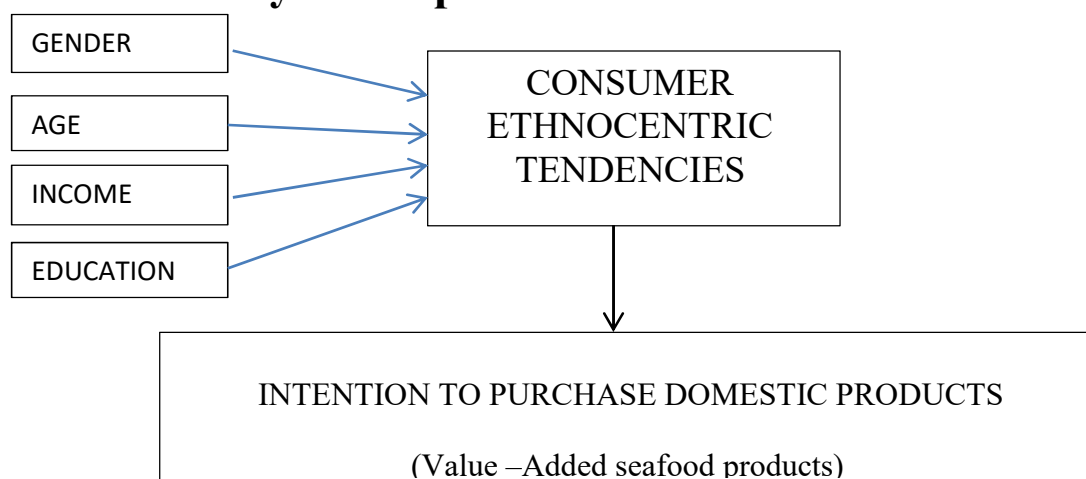 GENDER
AGE
INCOME
EDUCATION
CONSUMER
ETHNOCENTRIC
TENDENCIES
INTENTION TO PURCHASE DOMESTIC PRODUCTS
(Value –Added seafood products)